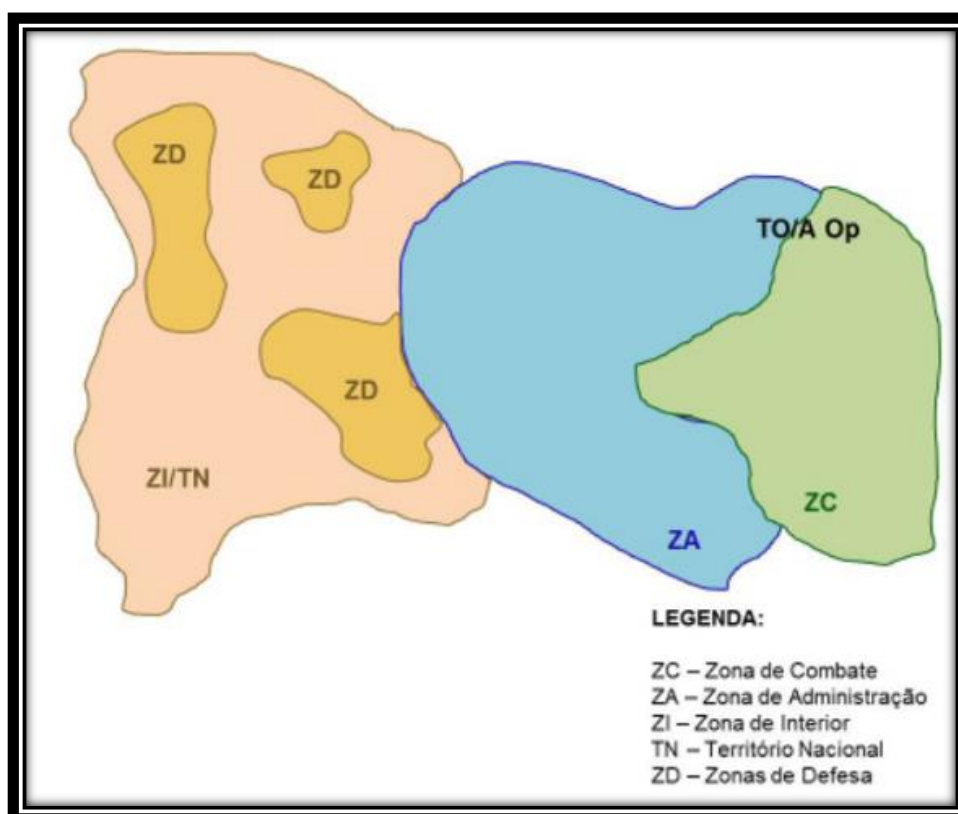 ZD
ZD
TO/A Op
ZD
ZI/TN
ZC
ZA
LEGENDA:
ZC – Zona de Combate
ZA – Zona de Administração
ZI – Zona de Interior
TN – Território Nacional
ZD – Zonas de Defesa